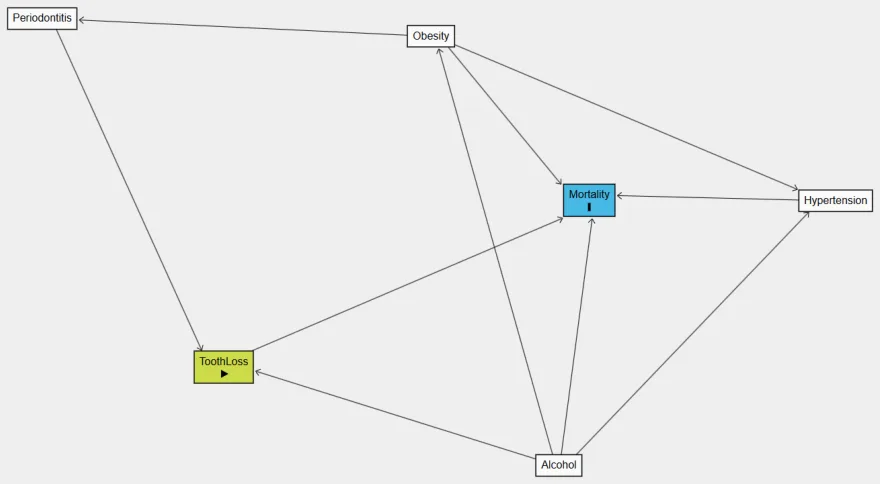 Periodontitis
Obesity
Mortality
Hypertension
ToothLoss
Alcohol